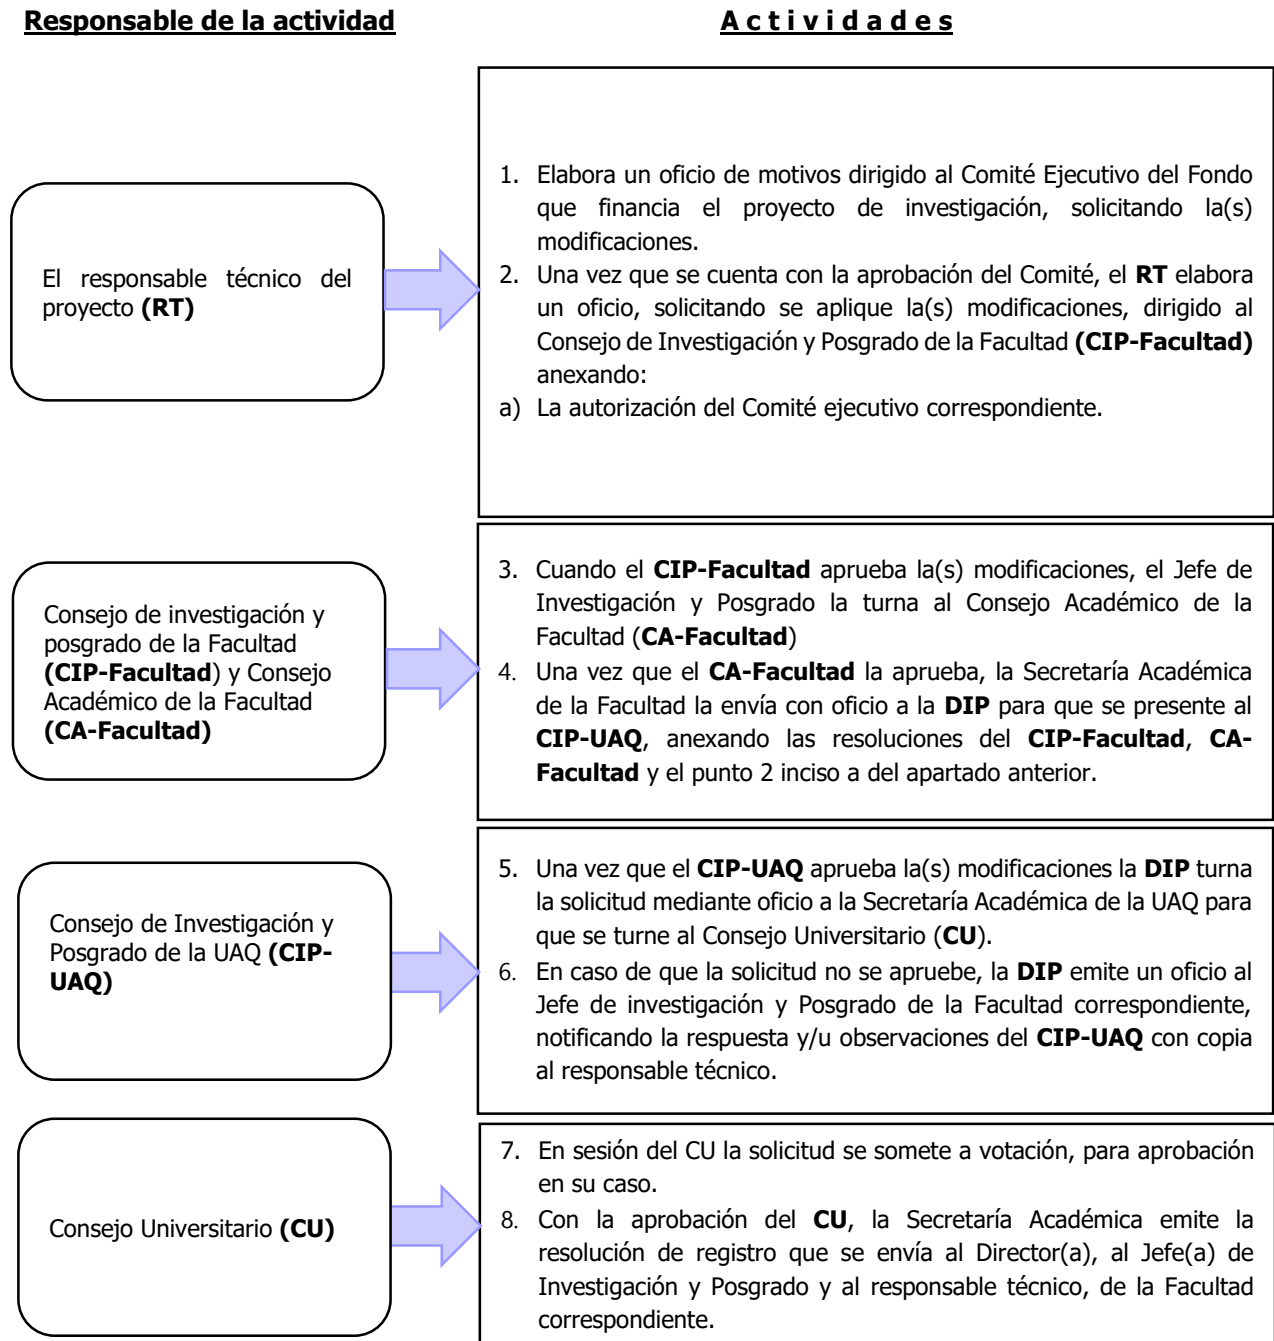 Responsable de la actividad
A c t i v i d a d e s
El responsable técnico del
proyecto (RT)
1. Elabora un oficio de motivos dirigido al Comité Ejecutivo del Fondo
que financia el proyecto de investigación, solicitando la(s)
modificaciones.
2. Una vez que se cuenta con la aprobación del Comité, el RT elabora
un oficio, solicitando se aplique la(s) modificaciones, dirigido al
Consejo de Investigación y Posgrado de la Facultad (CIP-Facultad)
anexando:
a) La autorización del Comité ejecutivo correspondiente.
Consejo de investigación y
posgrado de la Facultad
(CIP-Facultad) y Consejo
Académico de la Facultad
(CA-Facultad)
3. Cuando el CIP-Facultad aprueba la(s) modificaciones, el Jefe de
Investigación y Posgrado la turna al Consejo Académico de la
Facultad (CA-Facultad)
4. Una vez que el CA-Facultad la aprueba, la Secretaría Académica
de la Facultad la envía con oficio a la DIP para que se presente al
CIP-UAQ, anexando las resoluciones del CIP-Facultad, CA-
Facultad y el punto 2 inciso a del apartado anterior.
Consejo de Investigación y
Posgrado de la UAQ (CIP-
UAQ)
5. Una vez que el CIP-UAQ aprueba la(s) modificaciones la DIP turna
la solicitud mediante oficio a la Secretaría Académica de la UAQ para
que se turne al Consejo Universitario (CU).
6. En caso de que la solicitud no se apruebe, la DIP emite un oficio al
Jefe de investigación y Posgrado de la Facultad correspondiente,
notificando la respuesta y/u observaciones del CIP-UAQ con copia
al responsable técnico.
Consejo Universitario (CU)
7. En sesión del CU la solicitud se somete a votación, para aprobación
en su caso.
8. Con la aprobación del CU, la Secretaría Académica emite la
resolución de registro que se envía al Director(a), al Jefe(a) de
Investigación y Posgrado y al responsable técnico, de la Facultad
correspondiente.